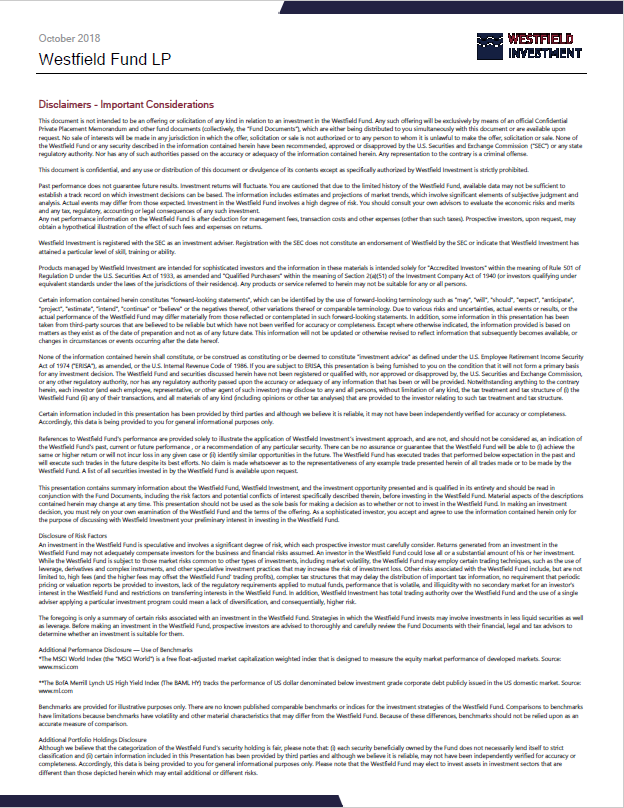 October 2018
Westfield Fund LP
WESTFIELD
INVESTMENT
Disclaimers - Important Considerations
This document is not intended to be an offering or solicitation of any kind in relation to an investment in the Westfield Fund. Any such offering will be exclusively by means of an official Confidential
Private Placement Memorandum and other fund documents (collectively, the "Fund Documents"), which are either being distributed to you simultaneously with this document or are available upon
request. No sale of interests will be made in any jurisdiction in which the offer, solicitation or sale is not authorized or to any person to whom it is unlawful to make the offer, solicitation or sale. None of
the Westfield Fund or any security described in the information contained herein have been recommended, approved or disapproved by the U.S. Securities and Exchange Commission ("SEC") or any state
regulatory authority. Nor has any of such authorities passed on the accuracy or adequacy of the information contained herein. Any representation to the contrary is a criminal offense.
This document is confidential, and any use or distribution of this document or divulgence of its contents except as specifically authorized by Westfield Investment is strictly prohibited.
Past performance does not guarantee future results. Investment returns will fluctuate. You are cautioned that due to the limited history of the Westfield Fund, available data may not be sufficient to
establish a track record on which investment decisions can be based. The information includes estimates and projections of market trends, which involve significant elements of subjective judgment and
analysis. Actual events may differ from those expected. Investment in the Westfield Fund involves a high degree of risk. You should consult your own advisors to evaluate the economic risks and merits
and any tax, regulatory, accounting or legal consequences of any such investment.
Any net performance information on the Westfield Fund is after deduction for management fees, transaction costs and other expenses (other than such taxes). Prospective investors, upon request, may
obtain a hypothetical illustration of the effect of such fees and expenses on returns.
Westfield Investment is registered with the SEC as an investment adviser. Registration with the SEC does not constitute an endorsement of Westfield by the SEC or indicate that Westfield Investment has
attained a particular level of skill, training or ability.
Products managed by Westfield Investment are intended for sophisticated investors and the information in these materials is intended solely for "Accredited Investors" within the meaning of Rule 501 of
Regulation D under the U.S. Securities Act of 1933, as amended and "Qualified Purchasers" within the meaning of Section 2(a)(51) of the Investment Company Act of 1940 (or investors qualifying under
equivalent standards under the laws of the jurisdictions of their residence). Any products or service referred to herein may not be suitable for any or all persons.
Certain information contained herein constitutes "forward-looking statements", which can be identified by the use of forward-looking terminology such as "may", "will", "should", "expect", "anticipate",
"project", "estimate", "intend", "continue" or "believe" or the negatives thereof, other variations thereof or comparable terminology. Due to various risks and uncertainties, actual events or results, or the
actual performance of the Westfield Fund may differ materially from those reflected or contemplated in such forward-looking statements. In addition, some information in this presentation has been
taken from third-party sources that are believed to be reliable but which have not been verified for accuracy or completeness. Except where otherwise indicated, the information provided is based on
matters as they exist as of the date of preparation and not as of any future date. This information will not be updated or otherwise revised to reflect information that subsequently becomes available, or
changes in circumstances or events occurring after the date hereof.
None of the information contained herein shall constitute, or be construed as constituting or be deemed to constitute "investment advice" as defined under the U.S. Employee Retirement Income Security
Act of 1974 ("ERISA"), as amended, or the U.S. Internal Revenue Code of 1986. If you are subject to ERISA, this presentation is being furnished to you on the condition that it will not form a primary basis
for any investment decision. The Westfield Fund and securities discussed herein have not been registered or qualified with, nor approved or disapproved by, the U.S. Securities and Exchange Commission,
or any other regulatory authority, nor has any regulatory authority passed upon the accuracy or adequacy of any information that has been or will be provided. Notwithstanding anything to the contrary
herein, each investor (and each employee, representative, or other agent of such investor) may disclose to any and all persons, without limitation of any kind, the tax treatment and tax structure of (i) the
Westfield Fund (ii) any of their transactions, and all materials of any kind (including opinions or other tax analyses) that are provided to the investor relating to such tax treatment and tax structure.
Certain information included in this presentation has been provided by third parties and although we believe it is reliable, it may not have been independently verified for accuracy or completeness.
Accordingly, this data is being provided to you for general informational purposes only.
References to Westfield Fund's performance are provided solely to illustrate the application of Westfield Investment's investment approach, and are not, and should not be considered as, an indication of
the Westfield Fund's past, current or future performance , or a recommendation of any particular security. There can be no assurance or guarantee that the Westfield Fund will be able to (i) achieve the
same or higher return or will not incur loss in any given case or (ii) identify similar opportunities in the future. The Westfield Fund has executed trades that performed below expectation in the past and
will execute such trades in the future despite its best efforts. No claim is made whatsoever as to the representativeness of any example trade presented herein of all trades made or to be made by the
Westfield Fund. A list of all securities invested in by the Westfield Fund is available upon request.
This presentation contains summary information about the Westfield Fund, Westfield Investment, and the investment opportunity presented and is qualified in its entirety and should be read in
conjunction with the Fund Documents, including the risk factors and potential conflicts of interest specifically described therein, before investing in the Westfield Fund. Material aspects of the descriptions
contained herein may change at any time. This presentation should not be used as the sole basis for making a decision as to whether or not to invest in the Westfield Fund. In making an investment
decision, you must rely on your own examination of the Westfield Fund and the terms of the offering. As a sophisticated investor, you accept and agree to use the information contained herein only for
the purpose of discussing with Westfield Investment your preliminary interest in investing in the Westfield Fund.
Disclosure of Risk Factors
An investment in the Westfield Fund is speculative and involves a significant degree of risk, which each prospective investor must carefully consider. Returns generated from an investment in the
Westfield Fund may not adequately compensate investors for the business and financial risks assumed. An investor in the Westfield Fund could lose all or a substantial amount of his or her investment.
While the Westfield Fund is subject to those market risks common to other types of investments, including market volatility, the Westfield Fund may employ certain trading techniques, such as the use of
leverage, derivatives and complex instruments, and other speculative investment practices that may increase the risk of investment loss. Other risks associated with the Westfield Fund include, but are not
limited to, high fees (and the higher fees may offset the Westfield Fund' trading profits), complex tax structures that may delay the distribution of important tax information, no requirement that periodic
pricing or valuation reports be provided to investors, lack of the regulatory requirements applied to mutual funds, performance that is volatile, and illiquidity with no secondary market for an investor's
interest in the Westfield Fund and restrictions on transferring interests in the Westfield Fund. In addition, Westfield Investment has total trading authority over the Westfield Fund and the use of a single
adviser applying a particular investment program could mean a lack of diversification, and consequentially, higher risk.
The foregoing is only a summary of certain risks associated with an investment in the Westfield Fund. Strategies in which the Westfield Fund invests may involve investments in less liquid securities as well
as leverage. Before making an investment in the Westfield Fund, prospective investors are advised to thoroughly and carefully review the Fund Documents with their financial, legal and tax advisors to
determine whether an investment is suitable for them.
Additional Performance Disclosure — Use of Benchmarks
*The MSCI World Index (the "MSCI World") is a free float-adjusted market capitalization weighted index that is designed to measure the equity market performance of developed markets. Source:
www.msci.com
**The BofA Merrill Lynch US High Yield Index (The BAML HY) tracks the performance of US dollar denominated below investment grade corporate debt publicly issued in the US domestic market. Source:
www.ml.com
Benchmarks are provided for illustrative purposes only. There are no known published comparable benchmarks or indices for the investment strategies of the Westfield Fund. Comparisons to benchmarks
have limitations because benchmarks have volatility and other material characteristics that may differ from the Westfield Fund. Because of these differences, benchmarks should not be relied upon as an
accurate measure of comparison.
Additional Portfolio Holdings Disclosure
Although we believe that the categorization of the Westfield Fund's security holding is fair, please note that: (i) each security beneficially owned by the Fund does not necessarily lend itself to strict
classification and (ii) certain information included in this Presentation has been provided by third parties and although we believe it is reliable, may not have been independently verified for accuracy or
completeness. Accordingly, this data is being provided to you for general informational purposes only. Please note that the Westfield Fund may elect to invest assets in investment sectors that are
different than those depicted herein which may entail additional or different risks.